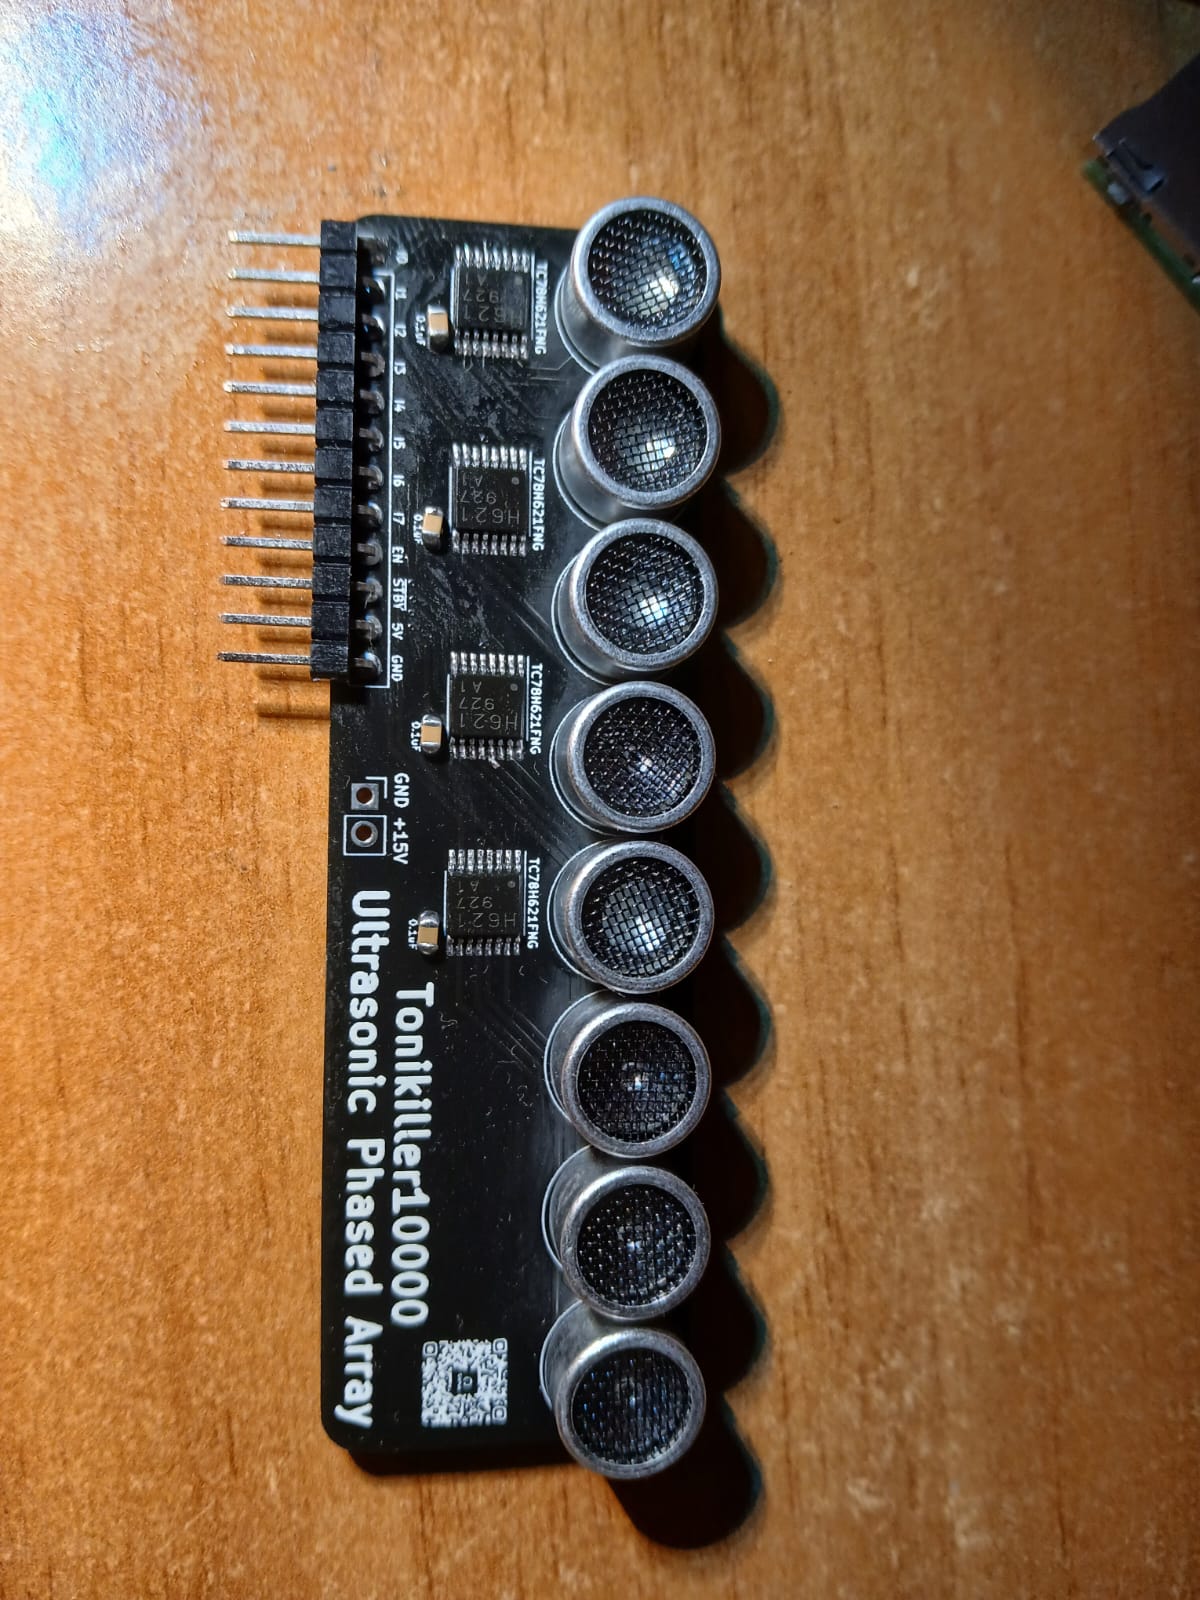 I0
I1
I2
I3
I4
I5
I6
I7
EN
STBY
5V
GND
TC78H621FNG
H621
927
A1
0.1uF
TC78H621FNG
H621
927
A1
0.1uF
TC78H621FNG
H621
927
A1
0.1uF
TC78H621FNG
H621
927
A1
0.1uF
GND +15V
Tonikiller10000
Ultrasonic Phased Array